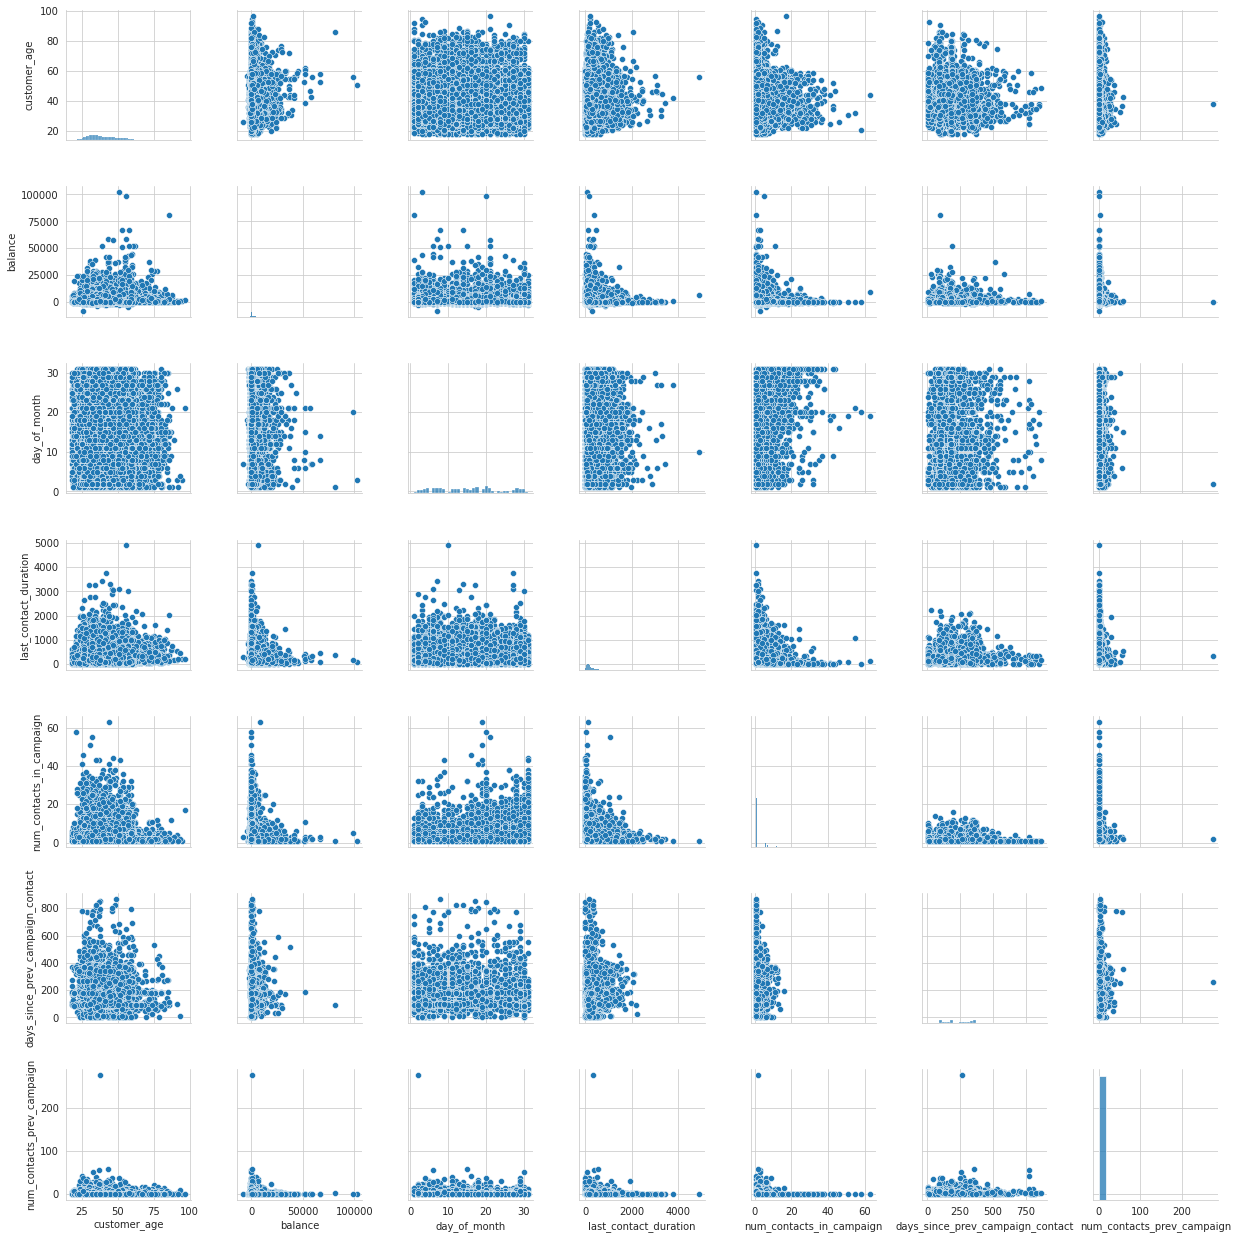 customer_age
100
80
60
40
20
balance
100000
75000
50000
25000
0
day_of_month
30
20
10
0
last_contact_duration
5000
4000
3000
2000
1000
0
num_contacts_in_campaign
60
40
20
0
days_since_prev_campaign_contact
800
600
400
200
0
num_contacts_prev_campaign
200
100
0
25 50 75 100
0 100000
0 10 20 30
0 2000 4000
0 20 40 60
0 250 500 750
0 100 200
customer_age balance day_of_month last_contact_duration num_contacts_in_campaign days_since_prev_campaign_contact num_contacts_prev_campaign